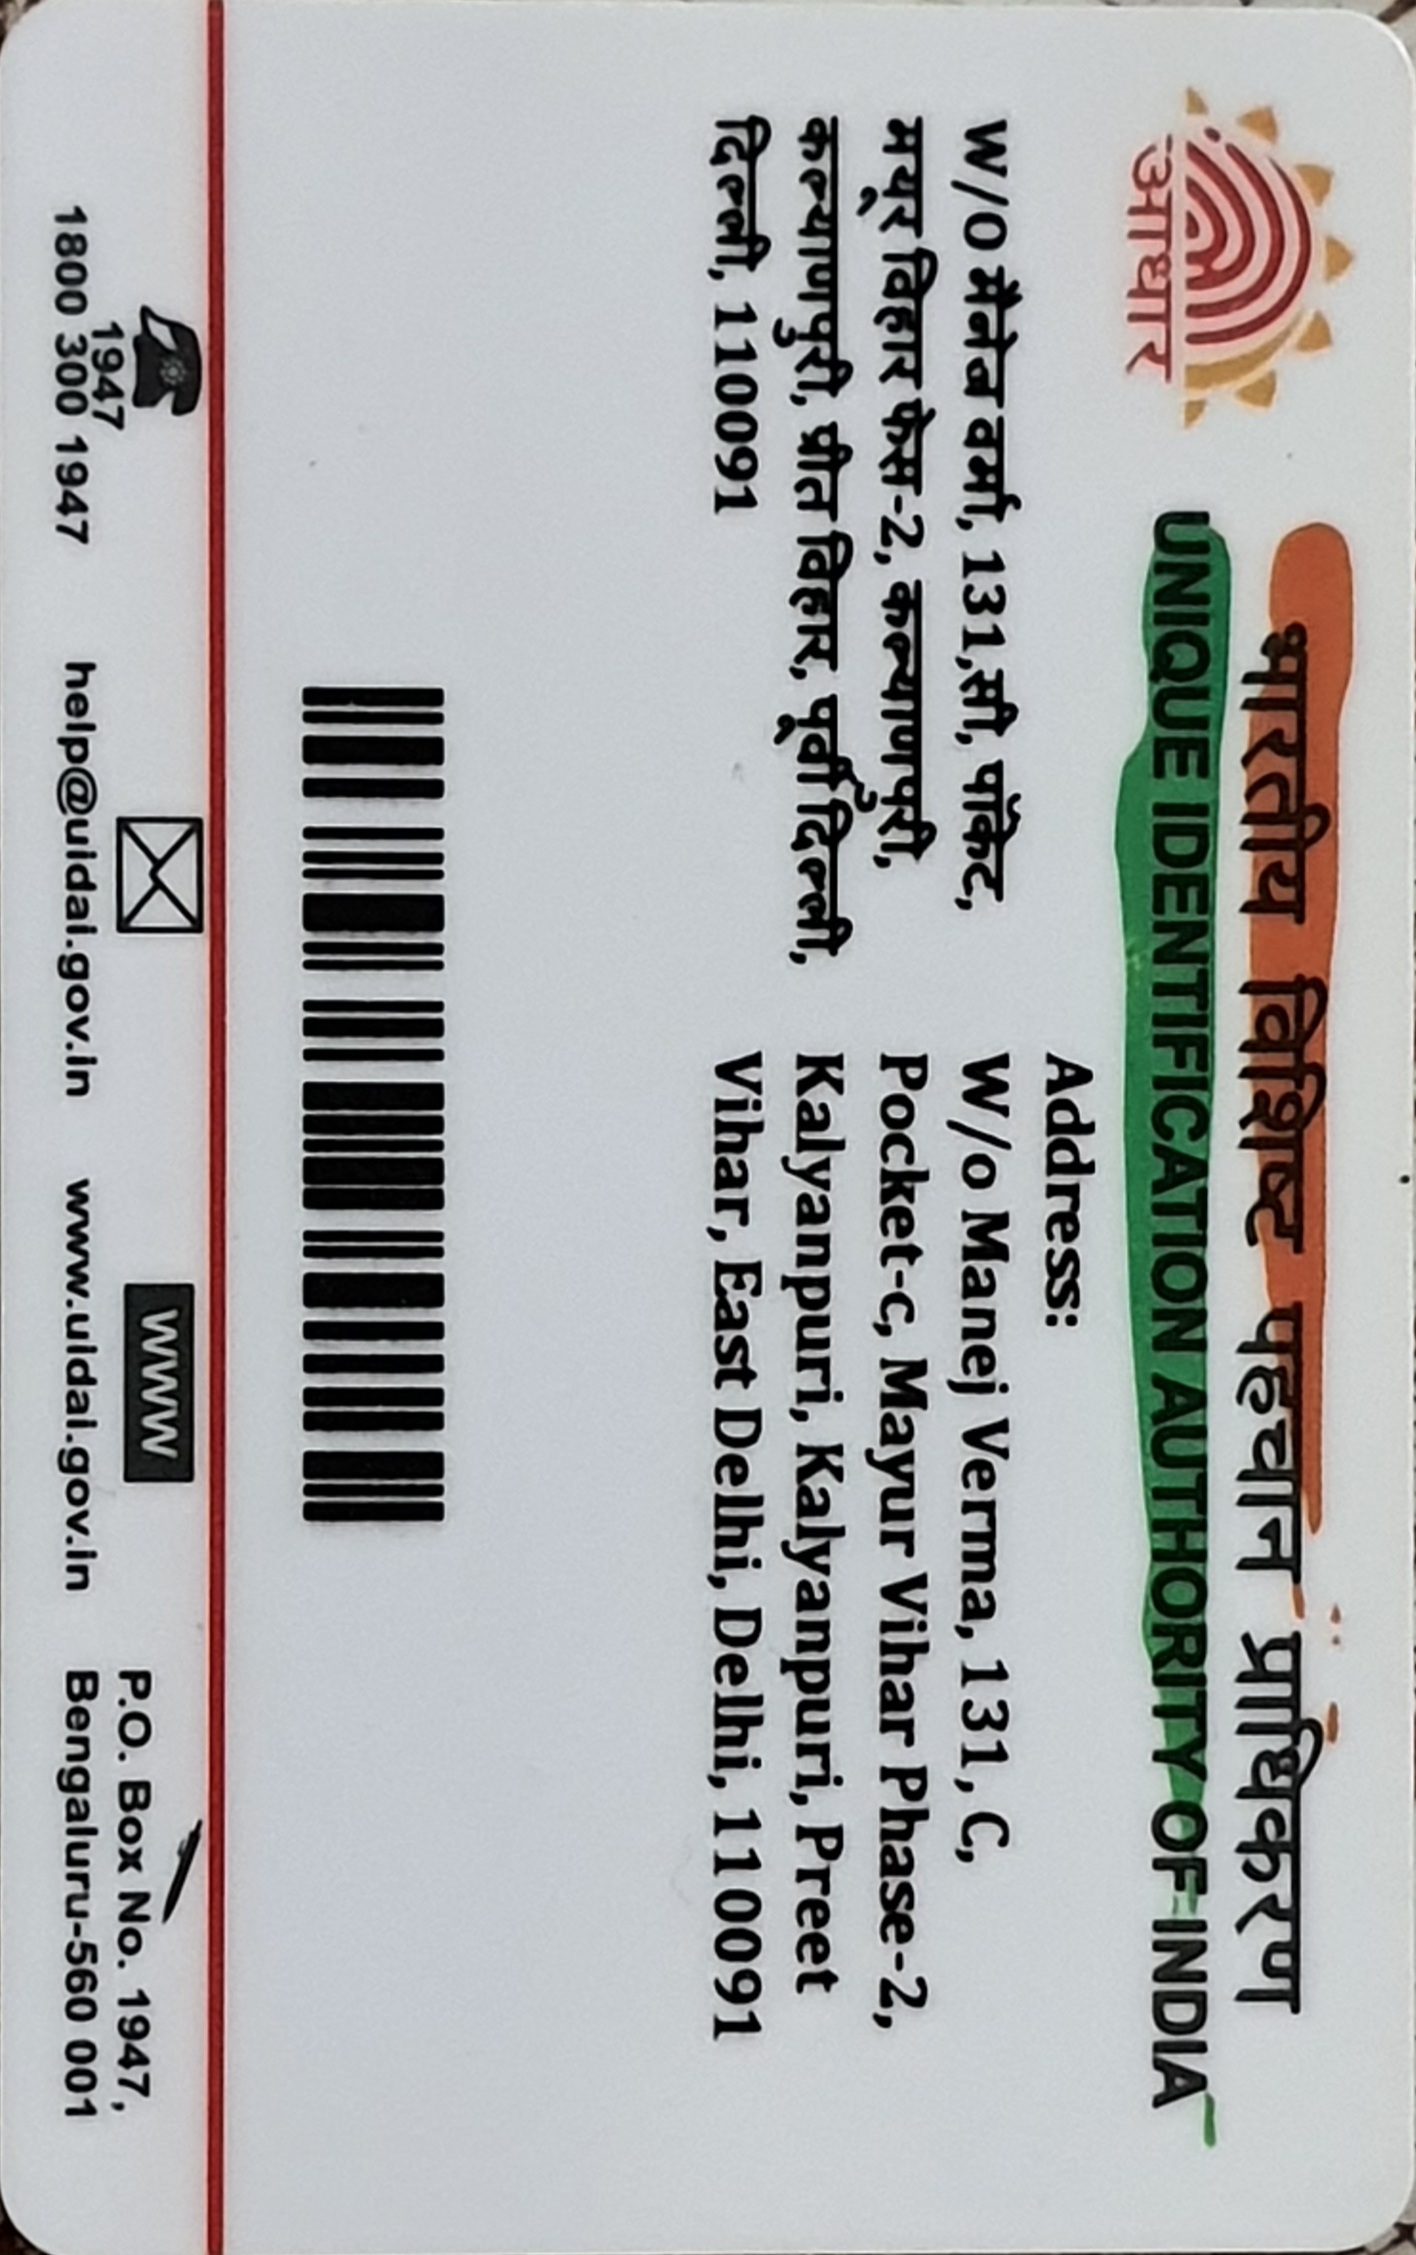 आधार
भारतीय विशिष्ट पहचान प्राधिकरण
UNIQUE IDENTIFICATION AUTHORITY OF INDIA
W/O मैनेज वर्मा, 131,सी, पॉकेट,
मयूर विहार फेस-2, कल्याणपुरी,
कल्याणपुरी, प्रीत विहार, पूर्वी दिल्ली,
दिल्ली, 110091
Address:
W/o Manej Verma, 131, C,
Pocket-c, Mayur Vihar Phase-2,
Kalyanpuri, Kalyanpuri, Preet
Vihar, East Delhi, Delhi, 110091
1947
1800 300 1947
help@uidai.gov.in
WWW
www.uidai.gov.in
P.O. Box No. 1947,
Bengaluru-560 001